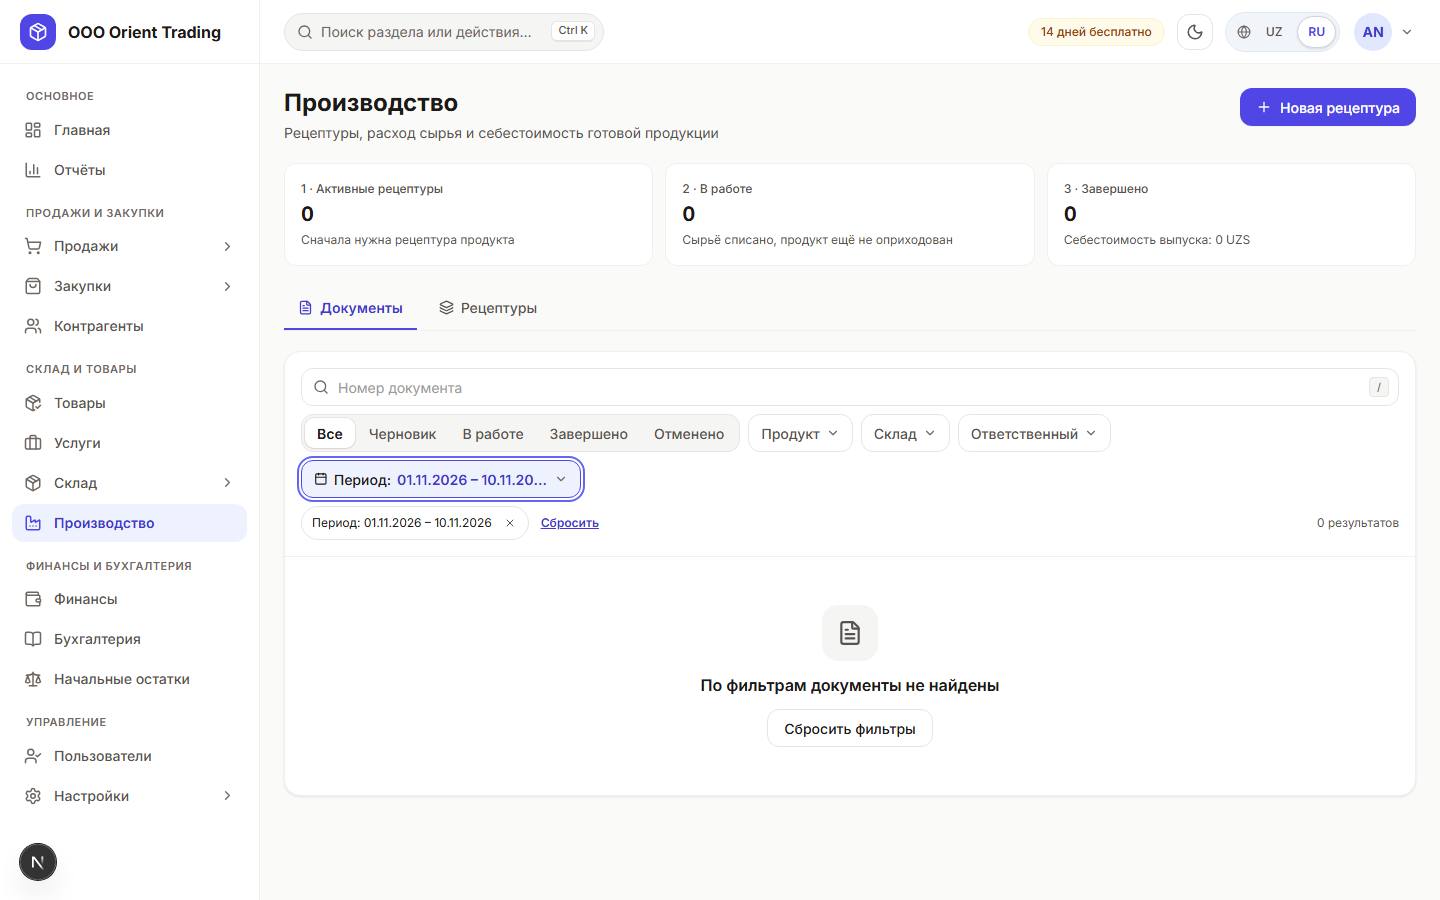 ООО Orient Trading
Поиск раздела или действия...
Ctrl K
14 дней бесплатно
UZ
RU
AN
ОСНОВНОЕ
Главная
Отчёты
ПРОДАЖИ И ЗАКУПКИ
Продажи
Закупки
Контрагенты
СКЛАД И ТОВАРЫ
Товары
Услуги
Склад
Производство
ФИНАНСЫ И БУХГАЛТЕРИЯ
Финансы
Бухгалтерия
Начальные остатки
УПРАВЛЕНИЕ
Пользователи
Настройки
N
Производство
Рецептуры, расход сырья и себестоимость готовой продукции
+ Новая рецептура
1 · Активные рецептуры
0
Сначала нужна рецептура продукта
2 · В работе
0
Сырьё списано, продукт ещё не оприходован
3 · Завершено
0
Себестоимость выпуска: 0 UZS
Документы
Рецептуры
Номер документа
/
Все
Черновик
В работе
Завершено
Отменено
Продукт
Склад
Ответственный
Период: 01.11.2026 – 10.11.20...
Период: 01.11.2026 – 10.11.2026
Сбросить
0 результатов
По фильтрам документы не найдены
Сбросить фильтры